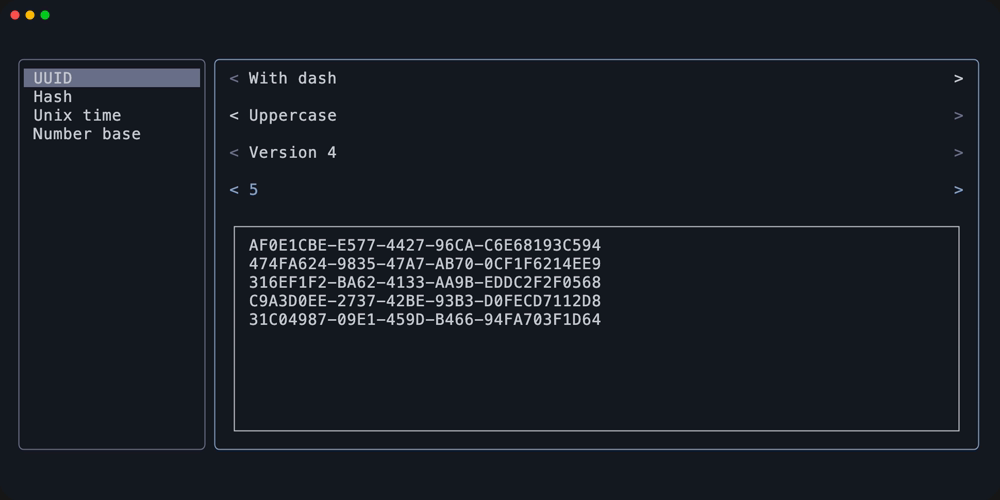 UUID
Hash
Unix time
Number base
< With dash >
< Uppercase >
< Version 4 >
< 5 >
AF0E1CBE-E577-4427-96CA-C6E68193C594
474FA624-9835-47A7-AB70-0CF1F6214EE9
316EF1F2-BA62-4133-AA9B-EDDC2F2F0568
C9A3D0EE-2737-42BE-93B3-D0FECD7112D8
31C04987-09E1-459D-B466-94FA703F1D64